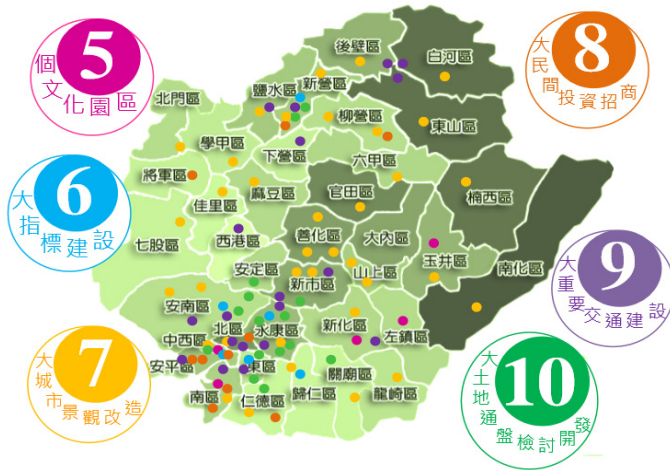 5
個文化園區
6
大指標建設
7
大城市景觀改造
8
大民間投資招商
9
大重要交通建設
10
大土地通盤檢討開發
後壁區
白河區
新營區
鹽水區
北門區
柳營區
東山區
學甲區
下營區
六甲區
將軍區
麻豆區
官田區
楠西區
佳里區
七股區
西港區
善化區
大內區
玉井區
南化區
安定區
新市區
山上區
安南區
北區
永康區
新化區
左鎮區
中西區
安平區
東區
關廟區
南區
仁德區
歸仁區
龍崎區